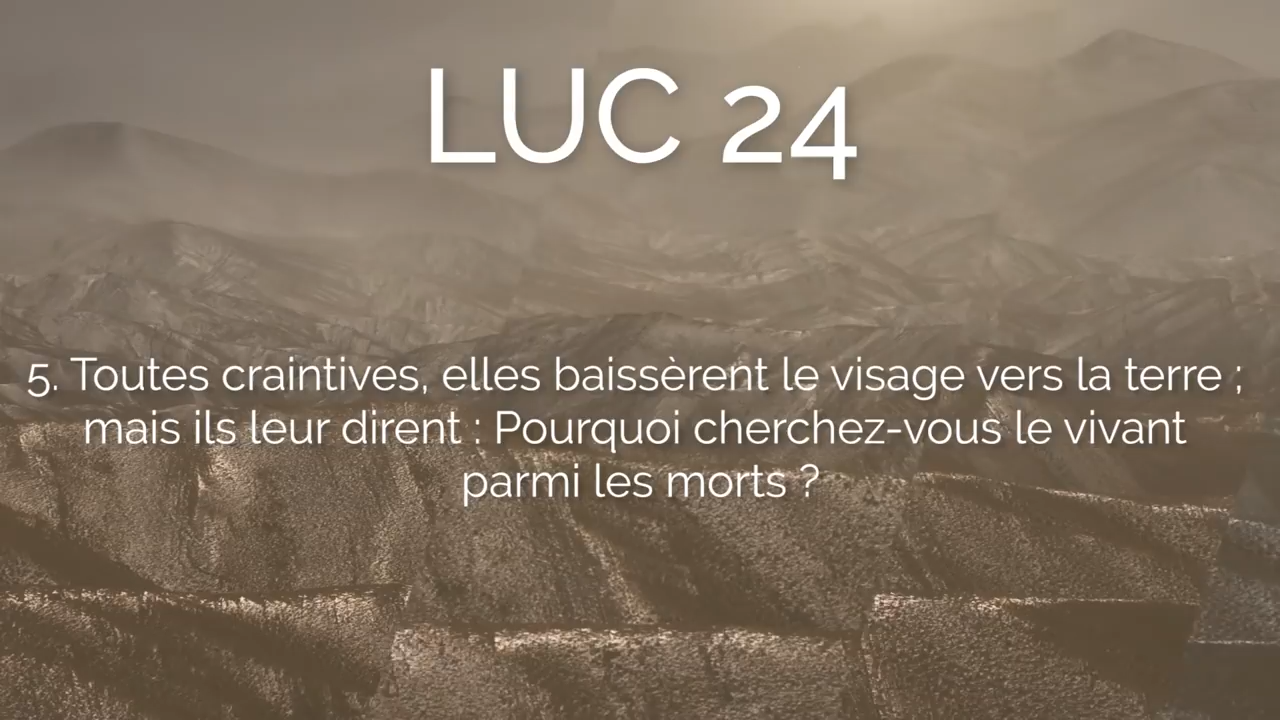 LUC 24
5. Toutes craintives, elles baissèrent le visage vers la terre ;
mais ils leur dirent : Pourquoi cherchez-vous le vivant
parmi les morts ?